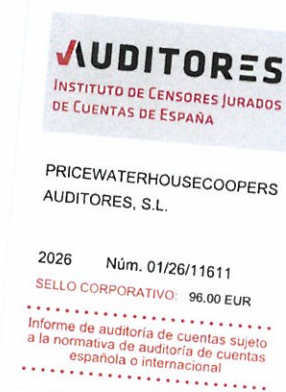 AUDITORES
INSTITUTO DE CENSORES JURADOS
DE CUENTAS DE ESPAÑA
PRICEWATERHOUSECOOPERS
AUDITORES, S.L.
2026 Núm. 01/26/11611
SELLO CORPORATIVO: 96.00 EUR
Informe de auditoría de cuentas sujeto
a la normativa de auditoría de cuentas
española o internacional